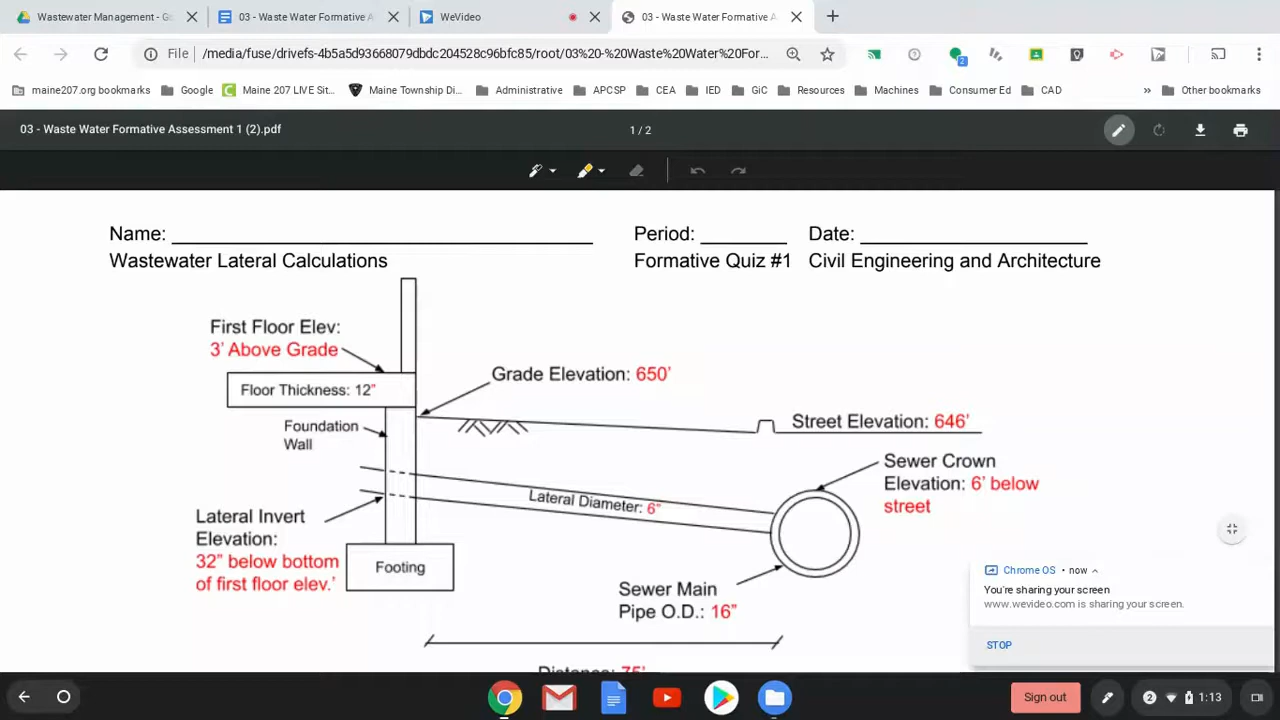 Wastewater Management - G
03 - Waste Water Formative A
WeVideo
03 - Waste Water Formative A
File
/media/fuse/drivefs-4b5a5d93668079dbdc204528c96bfc85/root/03%20-%20Waste%20Water%20For...
2
maine207.org bookmarks
Google
Maine 207 LIVE Sit...
Maine Township Di...
Administrative
APCSP
CEA
IED
GiC
Resources
Machines
Consumer Ed
CAD
»
Other bookmarks
03 - Waste Water Formative Assessment 1 (2).pdf
1 / 2
Name:
Period:
Date:
Wastewater Lateral Calculations
Formative Quiz #1
Civil Engineering and Architecture
First Floor Elev:
3' Above Grade
Floor Thickness: 12"
Grade Elevation: 650'
Foundation
Wall
Street Elevation: 646'
Sewer Crown
Elevation: 6' below
street
Lateral Diameter: 6"
Lateral Invert
Elevation:
32" below bottom
of first floor elev.'
Footing
Sewer Main
Pipe O.D.: 16"
Distance: 75'
Chrome OS • now
You're sharing your screen
www.wevideo.com is sharing your screen.
STOP
Sign out
2
1:13